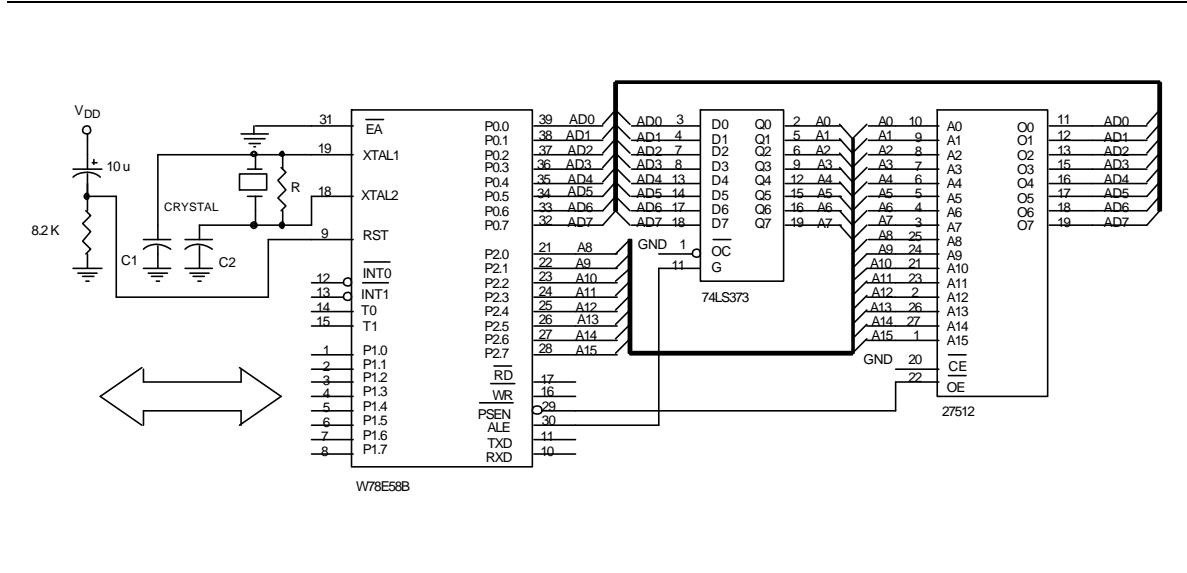 VDD
10 u
8.2 K
C1
C2
CRYSTAL
R
31 EA
19 XTAL1
18 XTAL2
9 RST
12 INT0
13 INT1
14 T0
15 T1
1 P1.0
2 P1.1
3 P1.2
4 P1.3
5 P1.4
6 P1.5
7 P1.6
8 P1.7
P0.0 39 AD0
P0.1 38 AD1
P0.2 37 AD2
P0.3 36 AD3
P0.4 35 AD4
P0.5 34 AD5
P0.6 33 AD6
P0.7 32 AD7
P2.0 21 A8
P2.1 22 A9
P2.2 23 A10
P2.3 24 A11
P2.4 25 A12
P2.5 26 A13
P2.6 27 A14
P2.7 28 A15
RD 17
WR 16
PSEN 29
ALE 30
TXD 11
RXD 10
W78E58B
AD0 3 D0 Q0 2 A0
AD1 4 D1 Q1 5 A1
AD2 7 D2 Q2 6 A2
AD3 8 D3 Q3 9 A3
AD4 13 D4 Q4 12 A4
AD5 14 D5 Q5 15 A5
AD6 17 D6 Q6 16 A6
AD7 18 D7 Q7 19 A7
GND 1 OC
11 G
74LS373
A0 10 A0 O0 11 AD0
A1 9 A1 O1 12 AD1
A2 8 A2 O2 13 AD2
A3 7 A3 O3 15 AD3
A4 6 A4 O4 16 AD4
A5 5 A5 O5 17 AD5
A6 4 A6 O6 18 AD6
A7 3 A7 O7 19 AD7
A8 25 A8
A9 24 A9
A10 21 A10
A11 23 A11
A12 2 A12
A13 26 A13
A14 27 A14
A15 1 A15
GND 20 CE
22 OE
27512